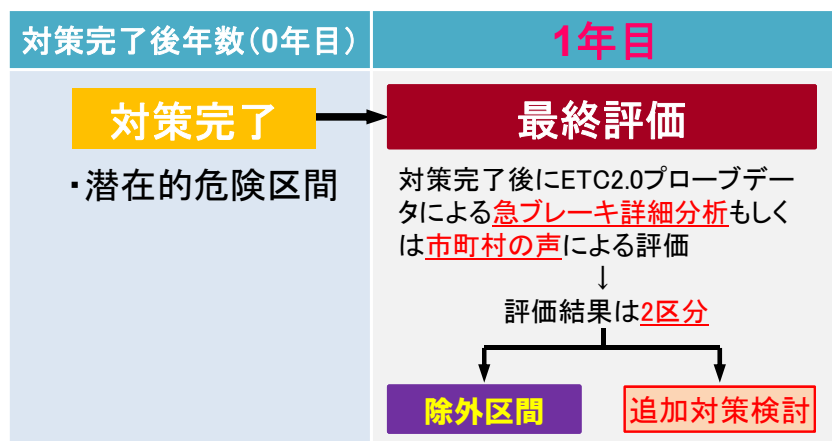 対策完了後年数(0年目)
1年目
対策完了
・潜在的危険区間
最終評価
対策完了後にETC2.0プローブデー
タによる急ブレーキ詳細分析もしく
は市町村の声による評価
↓
評価結果は2区分
除外区間
追加対策検討